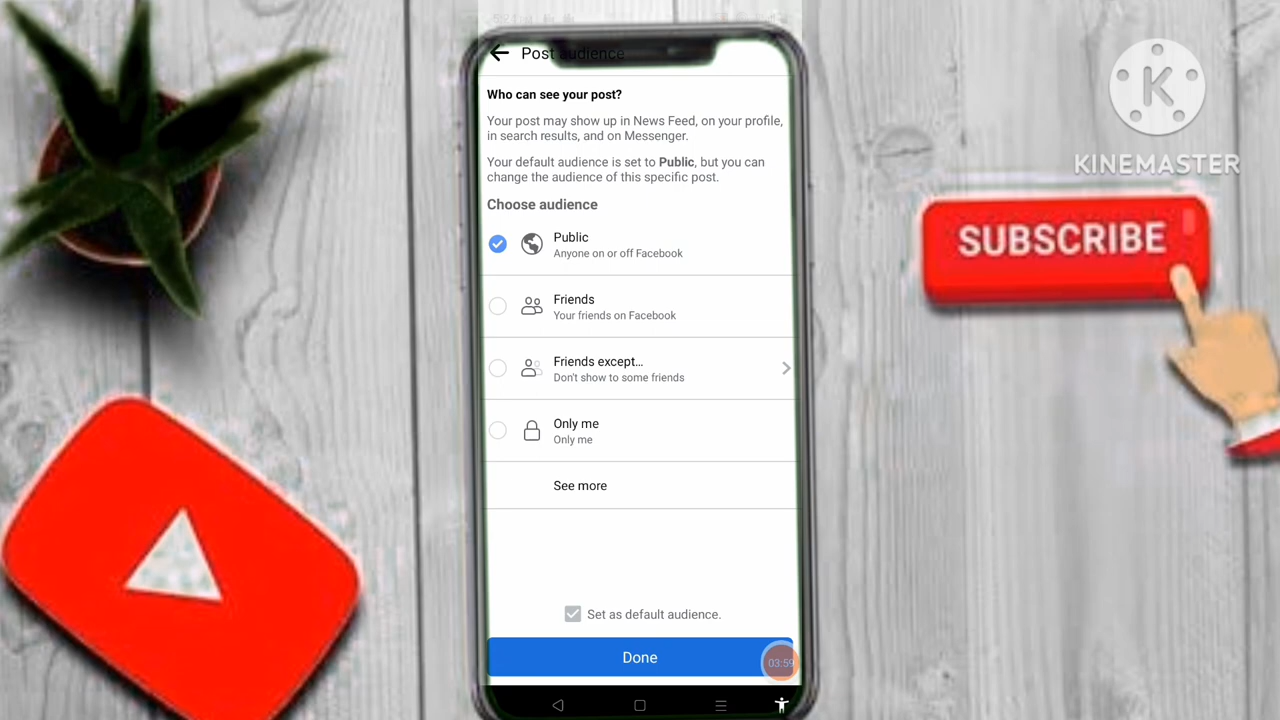 Post audience
Who can see your post?
Your post may show up in News Feed, on your profile,
in search results, and on Messenger.
Your default audience is set to Public, but you can
change the audience of this specific post.
Choose audience
Public
Anyone on or off Facebook
Friends
Your friends on Facebook
Friends except...
Don't show to some friends
Only me
Only me
See more
Set as default audience.
Done
03:59
K
KINEMASTER
SUBSCRIBE